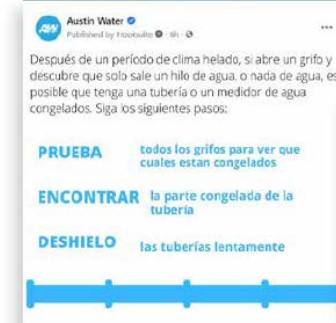 Austin Water
Published by Hootsuite · 6h ·
Después de un período de clima helado, si abre un grifo y
descubre que solo sale un hilo de agua, o nada de agua, es
posible que tenga una tubería o un medidor de agua
congelados. Siga los siguientes pasos:
PRUEBA todos los grifos para ver que
cuales estan congelados
ENCONTRAR la parte congelada de la
tubería
DESHIELO las tuberías lentamente